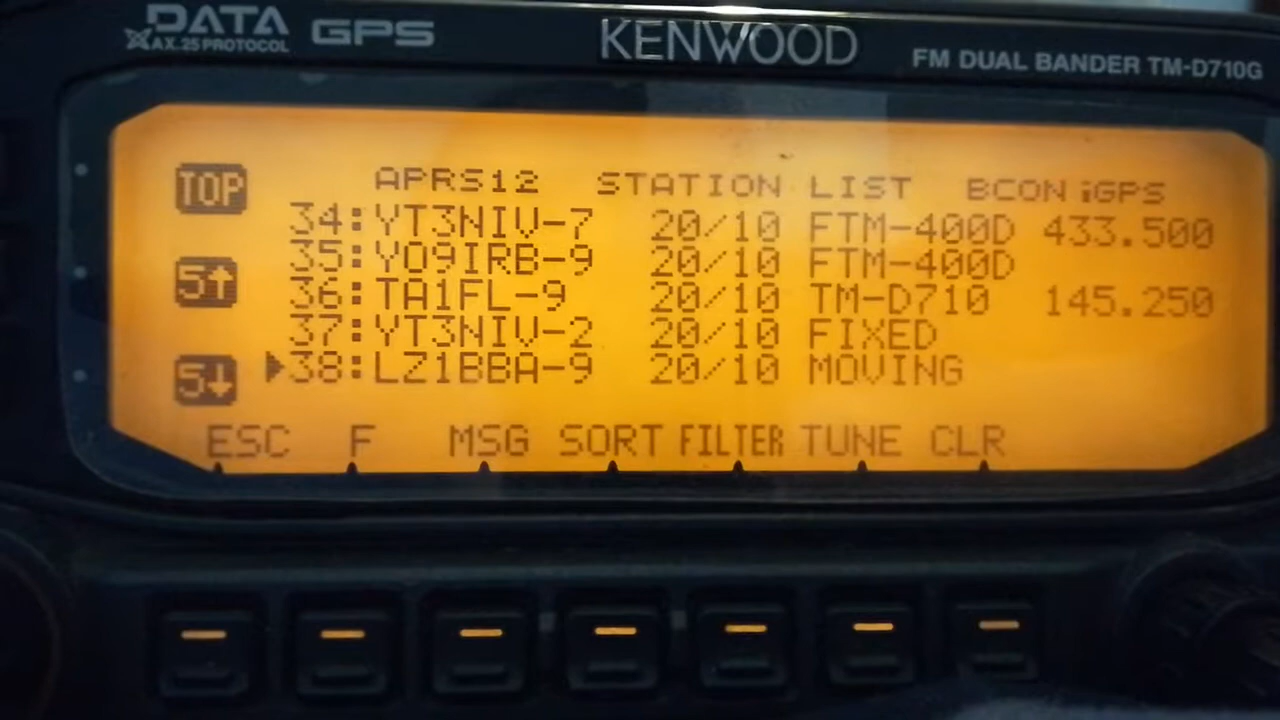 DATA GPS KENWOOD FM DUAL BANDER TM-D710G
AX.25 PROTOCOL
TOP APRS12 STATION LIST BCON iGPS
34:YT3NIV-7 20/10 FTM-400D 433.500
35:YO9IRB-9 20/10 FTM-400D
5↑ 36:TA1FL-9 20/10 TM-D710 145.250
37:YT3NIV-2 20/10 FIXED
5↓ ▶38:LZ1BBA-9 20/10 MOVING
ESC F MSG SORT FILTER TUNE CLR